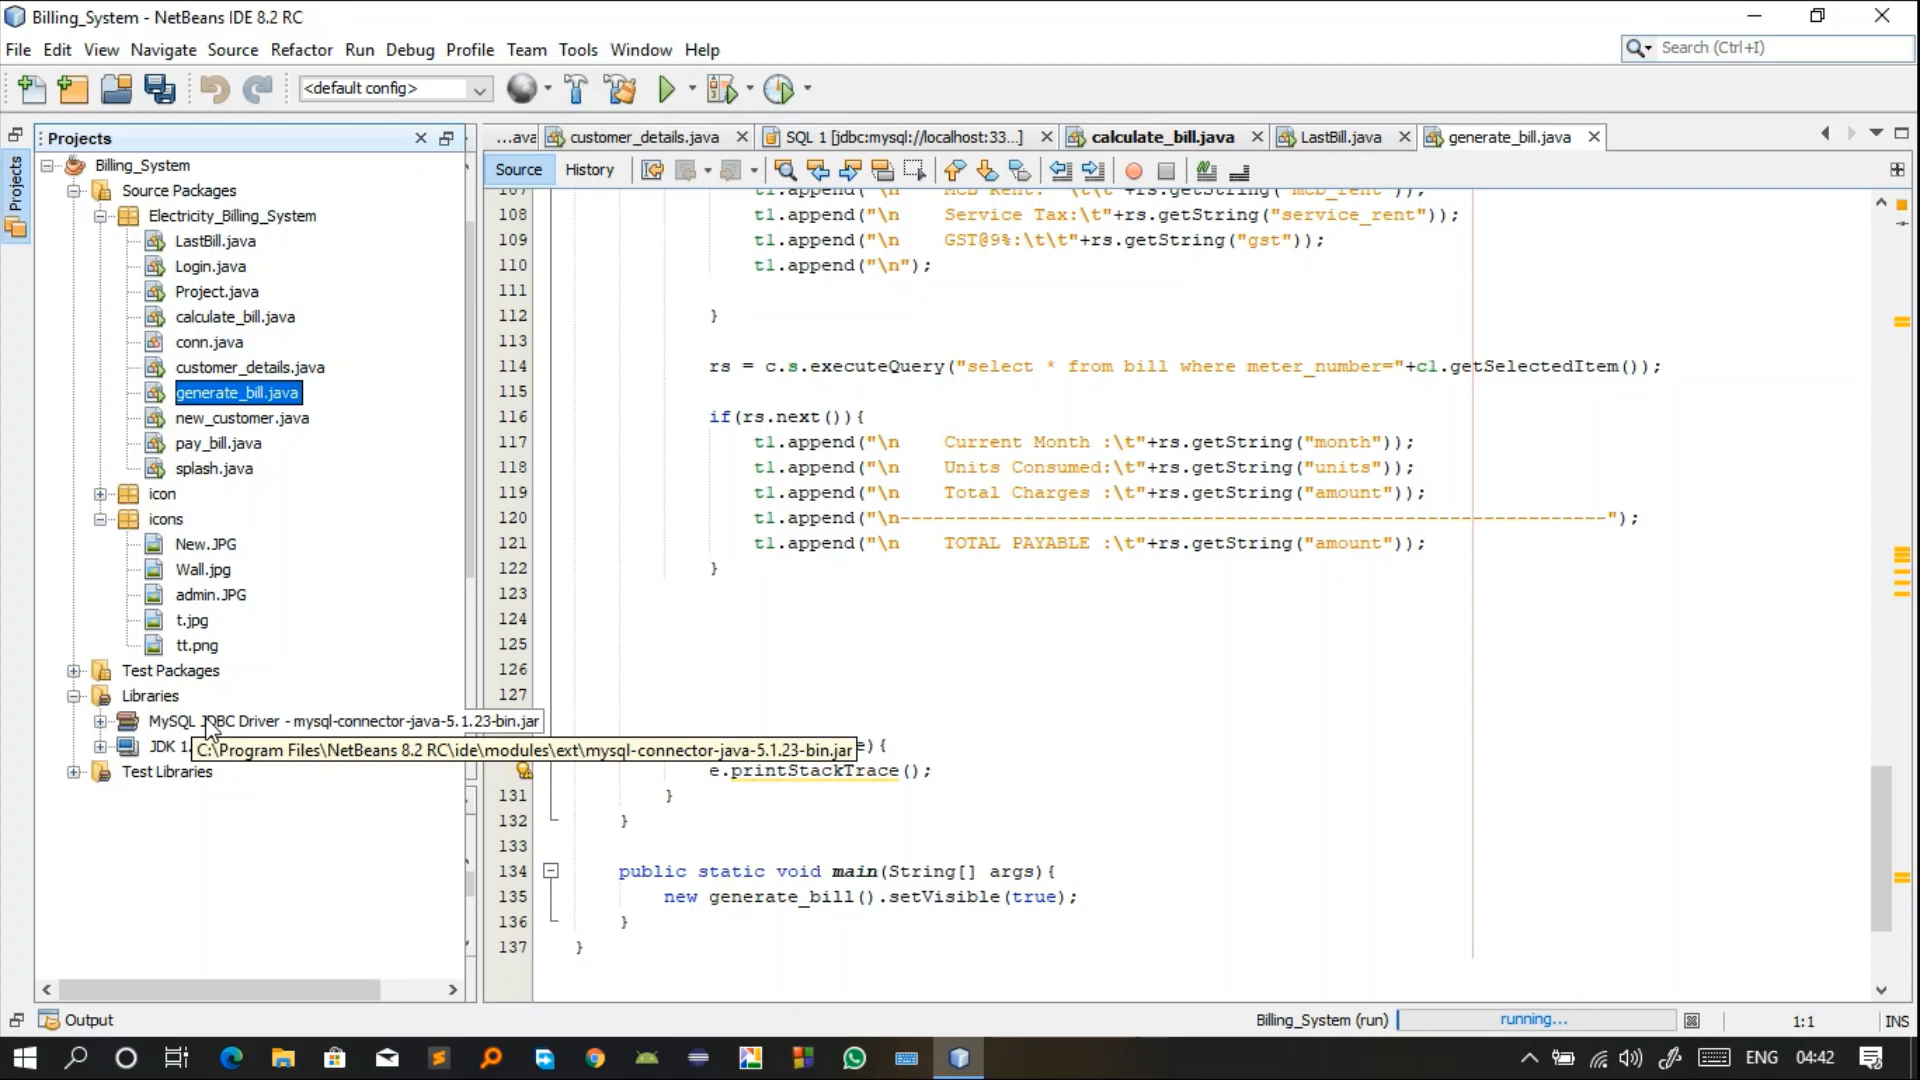 Billing_System - NetBeans IDE 8.2 RC
File Edit View Navigate Source Refactor Run Debug Profile Team Tools Window Help
Search (Ctrl+I)
<default config>
Projects
Projects
Billing_System
Source Packages
Electricity_Billing_System
LastBill.java
Login.java
Project.java
calculate_bill.java
conn.java
customer_details.java
generate_bill.java
new_customer.java
pay_bill.java
splash.java
icon
icons
New.JPG
Wall.jpg
admin.JPG
t.jpg
tt.png
Test Packages
Libraries
MySQL JDBC Driver - mysql-connector-java-5.1.23-bin.jar
JDK 1.
C:\Program Files\NetBeans 8.2 RC\ide\modules\ext\mysql-connector-java-5.1.23-bin.jar
Test Libraries
...ava customer_details.java SQL 1 [jdbc:mysql://localhost:33...] calculate_bill.java LastBill.java generate_bill.java
Source History
107 t1.append("\n MCB Rent: \t\t"+rs.getString("mcb_rent"));
108 t1.append("\n Service Tax:\t"+rs.getString("service_rent"));
109 t1.append("\n GST@9%:\t\t"+rs.getString("gst"));
110 t1.append("\n");
111
112 }
113
114 rs = c.s.executeQuery("select * from bill where meter_number="+c1.getSelectedItem());
115
116 if(rs.next()){
117 t1.append("\n Current Month :\t"+rs.getString("month"));
118 t1.append("\n Units Consumed:\t"+rs.getString("units"));
119 t1.append("\n Total Charges :\t"+rs.getString("amount"));
120 t1.append("\n---------------------------------------------------------------");
121 t1.append("\n TOTAL PAYABLE :\t"+rs.getString("amount"));
122 }
123
124
125
126
127
e){
e.printStackTrace();
131 }
132 }
133
134 public static void main(String[] args){
135 new generate_bill().setVisible(true);
136 }
137 }
Output
Billing_System (run) running... 1:1 INS
ENG 04:42